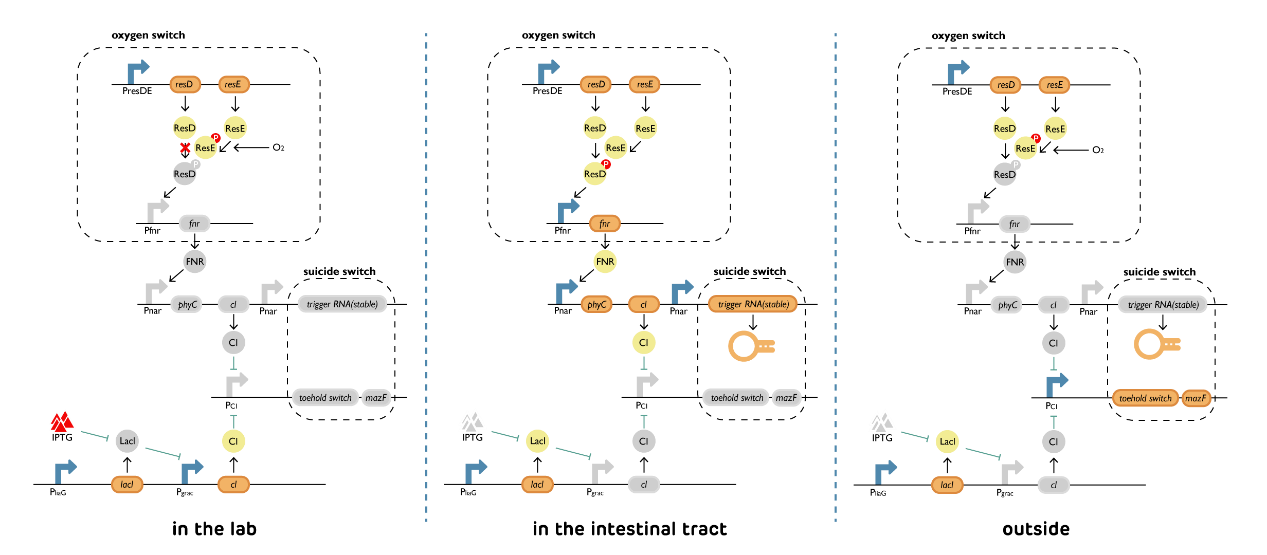 oxygen switch
PresDE
resD
resE
ResD
ResE
P
ResE
O2
P
ResD
Pfnr
fnr
FNR
suicide switch
Pnar
phyC
cI
Pnar
trigger RNA(stable)
CI
PCI
toehold switch
mazF
IPTG
LacI
CI
PliaG
lacI
Pgrac
cI
in the lab
oxygen switch
PresDE
resD
resE
ResD
ResE
ResE
P
ResD
Pfnr
fnr
FNR
suicide switch
Pnar
phyC
cI
Pnar
trigger RNA(stable)
CI
PCI
toehold switch
mazF
IPTG
LacI
CI
PliaG
lacI
Pgrac
cI
in the intestinal tract
oxygen switch
PresDE
resD
resE
ResD
ResE
P
ResE
O2
P
ResD
Pfnr
fnr
FNR
suicide switch
Pnar
phyC
cI
Pnar
trigger RNA(stable)
CI
PCI
toehold switch
mazF
IPTG
LacI
CI
PliaG
lacI
Pgrac
cI
outside